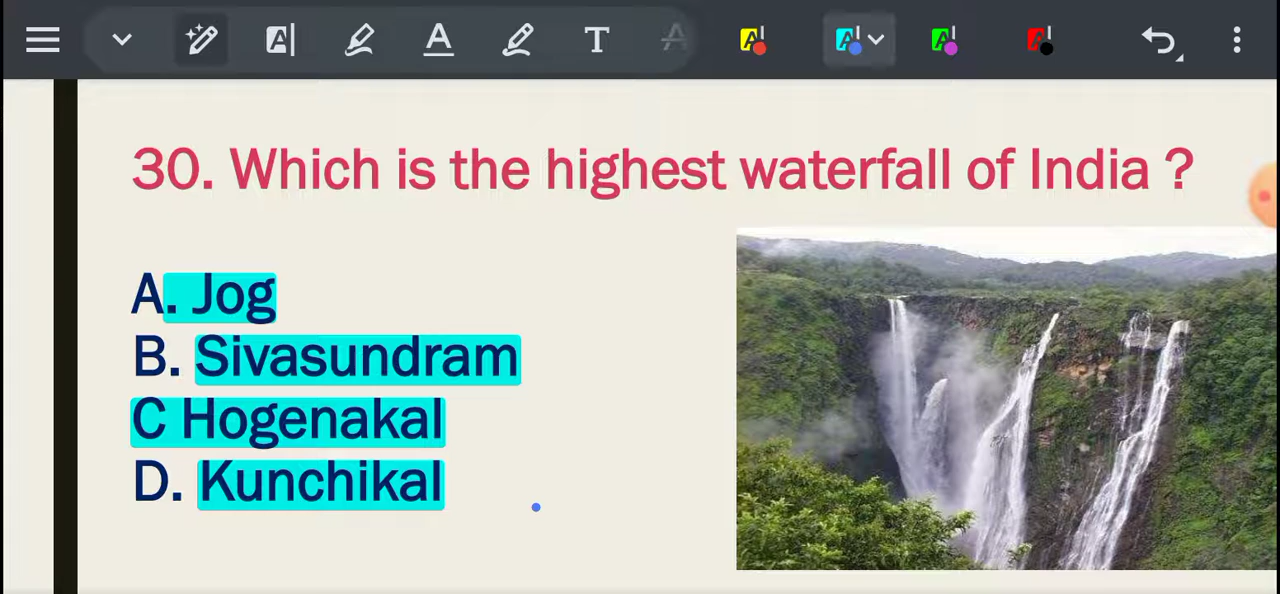 30. Which is the highest waterfall of India ?
A. Jog
B. Sivasundram
C Hogenakal
D. Kunchikal